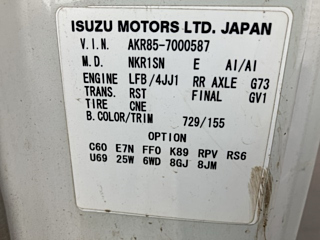 ISUZU MOTORS LTD. JAPAN
V.I.N. AKR85-7000587
M.D. NKR1SN E AI/AI
ENGINE LFB/4JJ1 RR AXLE G73
TRANS. RST FINAL GV1
TIRE CNE
B.COLOR/TRIM 729/155
OPTION
C60 E7N FF0 K89 RPV RS6
U69 25W 6WD 8GJ 8JM